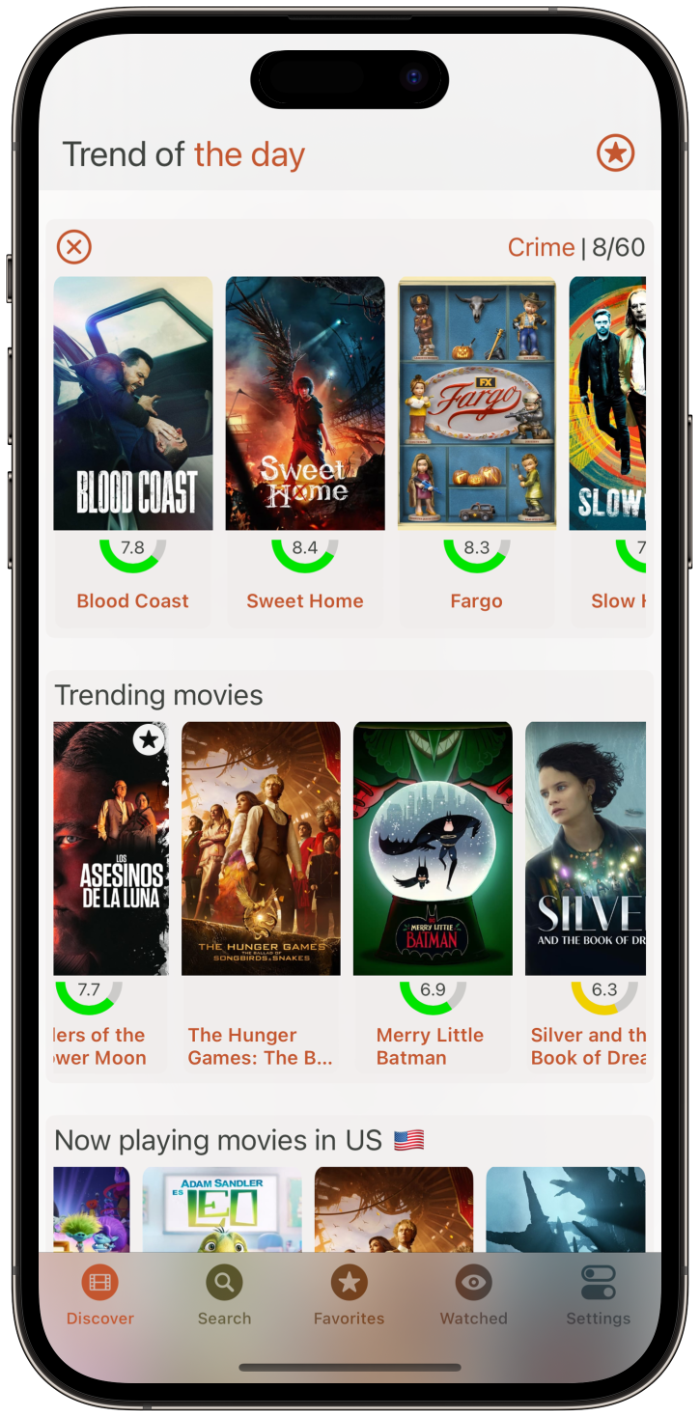 Trend of the day
Crime | 8/60
BLOOD COAST
Sweet
Home
FX
Fargo
SLOW
7.8
8.4
8.3
7
Blood Coast
Sweet Home
Fargo
Slow
Trending movies
LOS
ASESINOS
DE LA LUNA
THE HUNGER GAMES
THE BALLAD OF
SONGBIRDS & SNAKES
MERRY LITTLE
BATMAN
SILVE
AND THE BOOK OF DR
7.7
6.9
6.3
lers of the
ower Moon
The Hunger
Games: The B...
Merry Little
Batman
Silver and th
Book of Drea
Now playing movies in US
ADAM SANDLER
ES
LEO
Discover
Search
Favorites
Watched
Settings